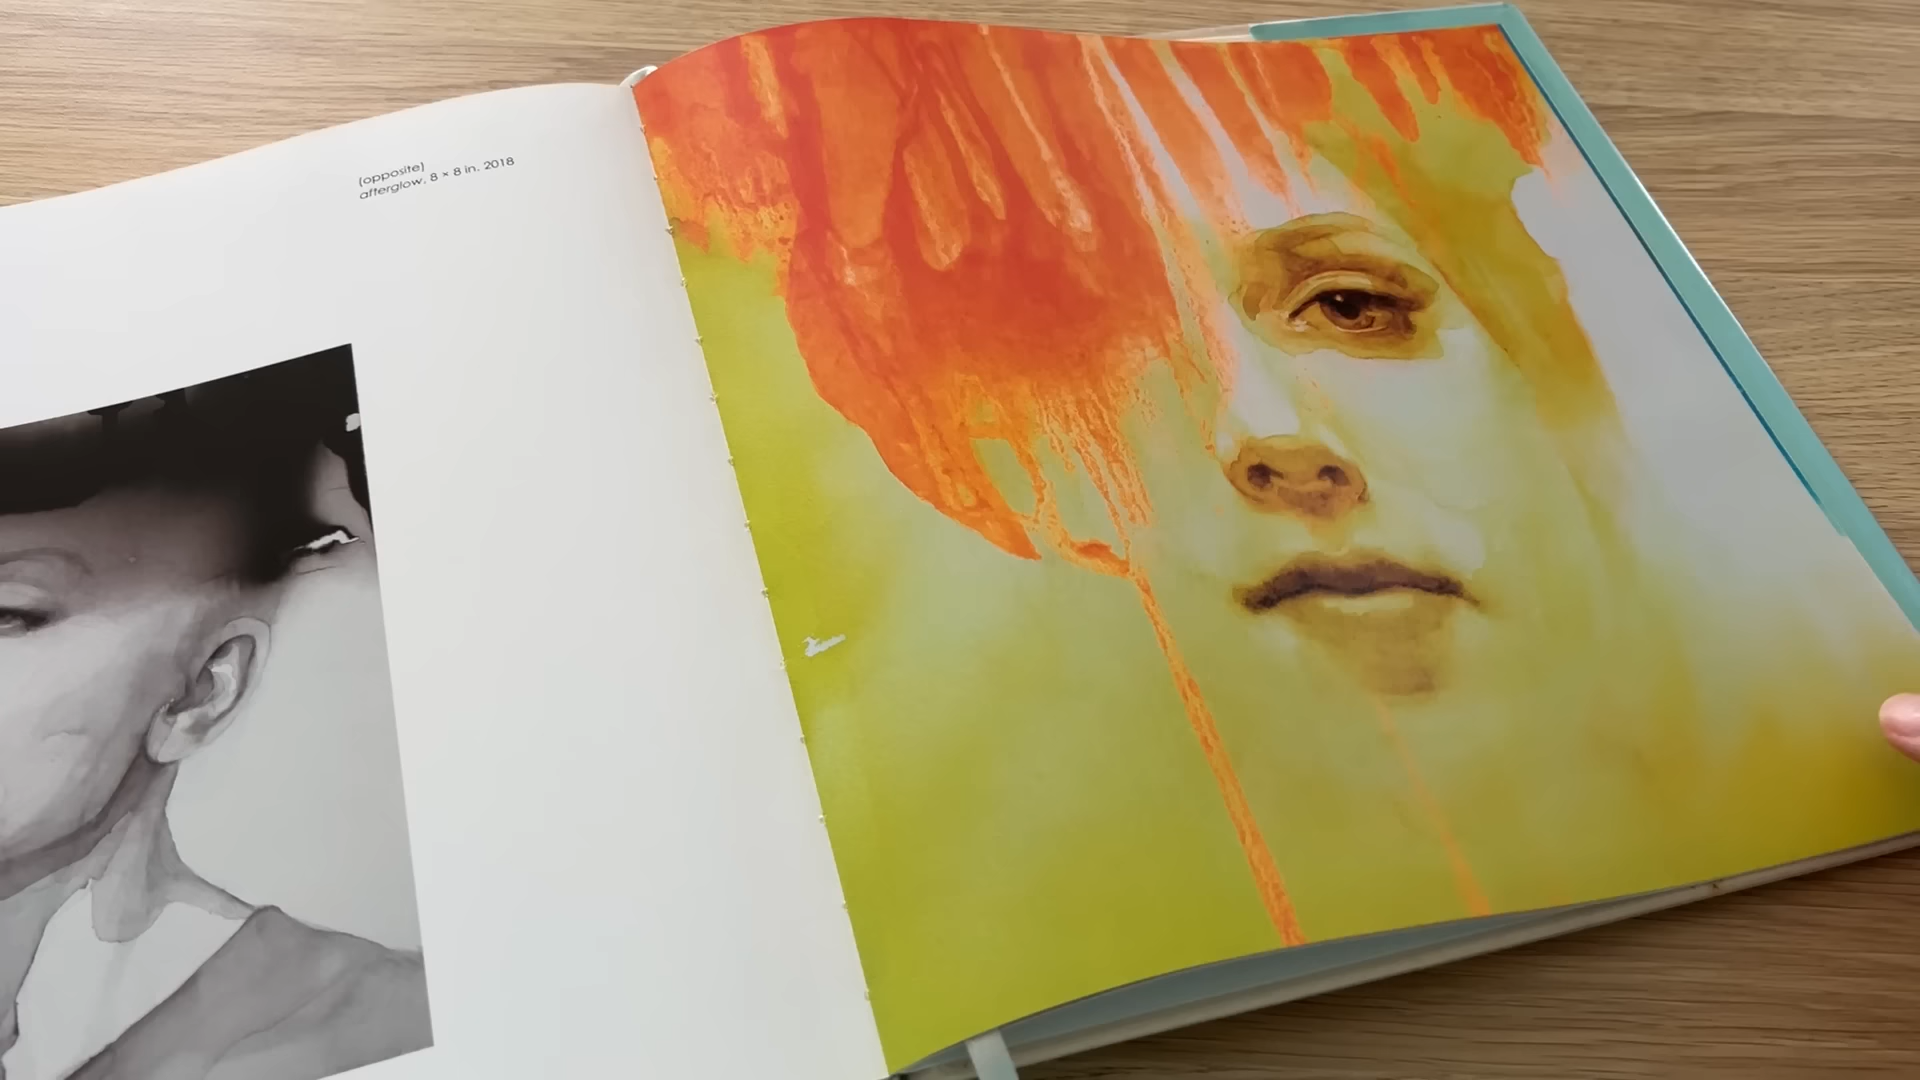 (opposite)
afterglow, 8 × 8 in. 2018